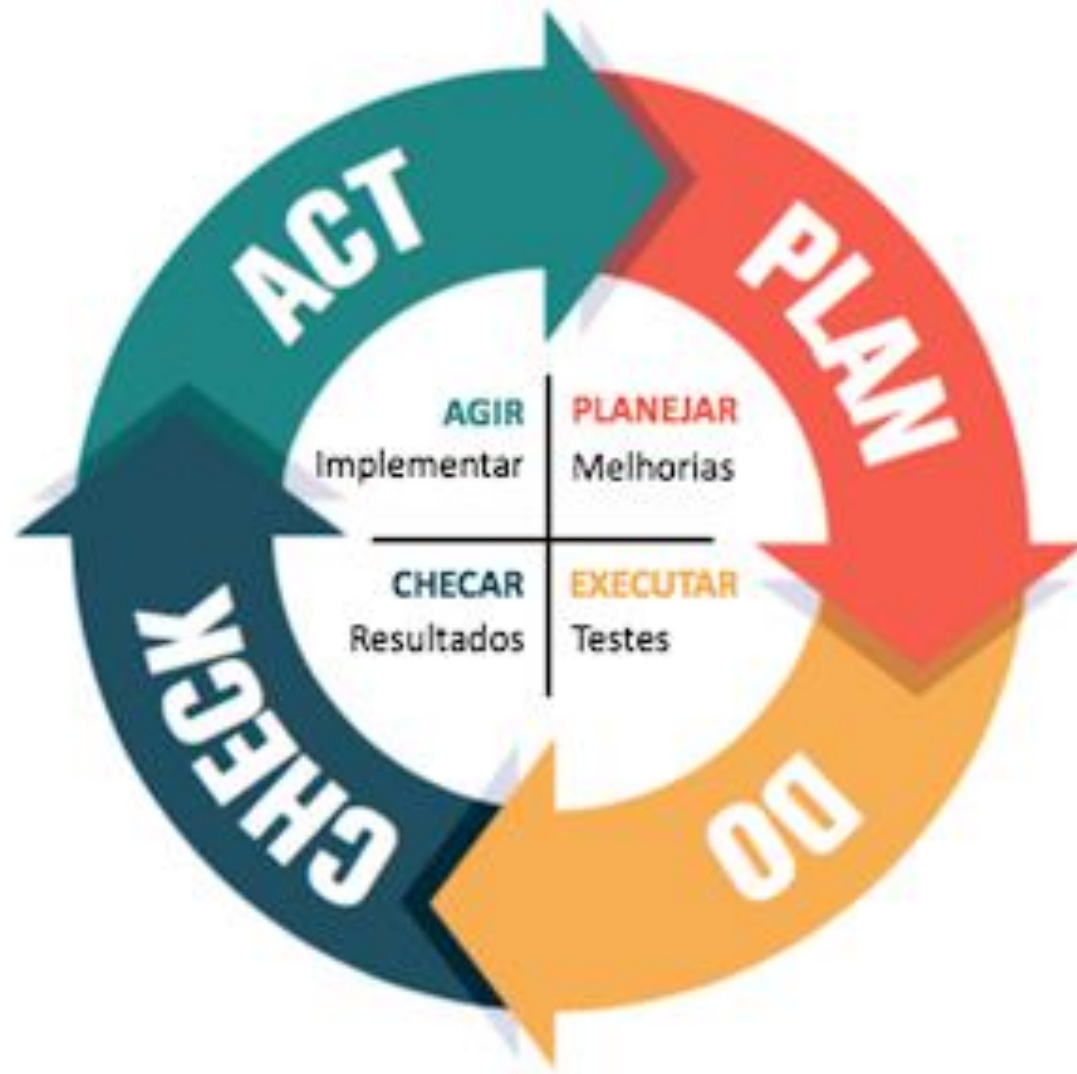 ACT
PLAN
AGIR
Implementar
PLANEJAR
Melhorias
CHECAR
Resultados
EXECUTAR
Testes
CHECK
DO